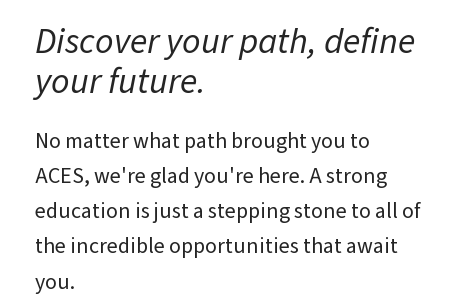 Discover your path, define
your future.
No matter what path brought you to
ACES, we're glad you're here. A strong
education is just a stepping stone to all of
the incredible opportunities that await
you.